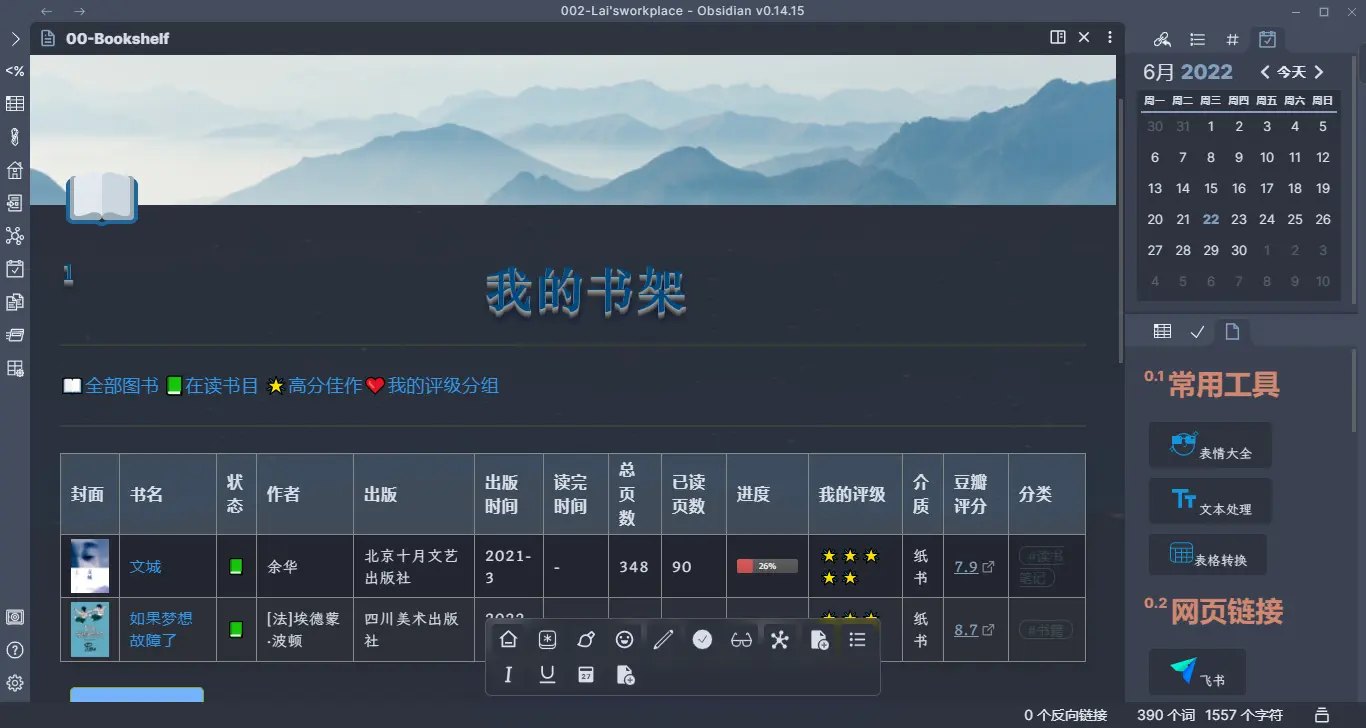 002-Lai'sworkplace - Obsidian v0.14.15
00-Bookshelf
<%
1
我的书架
全部图书 在读书目 高分佳作 我的评级分组
封面 书名 状态 作者 出版 出版时间 读完时间 总页数 已读页数 进度 我的评级 介质 豆瓣评分 分类
文城 余华 北京十月文艺出版社 2021-3 - 348 90 26% 纸书 7.9 #读书笔记
如果梦想故障了 [法]埃德蒙·波顿 四川美术出版社 纸书 8.7 #书籍
27
6月 2022 今天
周一 周二 周三 周四 周五 周六 周日
30 31 1 2 3 4 5
6 7 8 9 10 11 12
13 14 15 16 17 18 19
20 21 22 23 24 25 26
27 28 29 30 1 2 3
4 5 6 7 8 9 10
0.1 常用工具
表情大全
文本处理
表格转换
0.2 网页链接
飞书
0 个反向链接 390 个词 1557 个字符